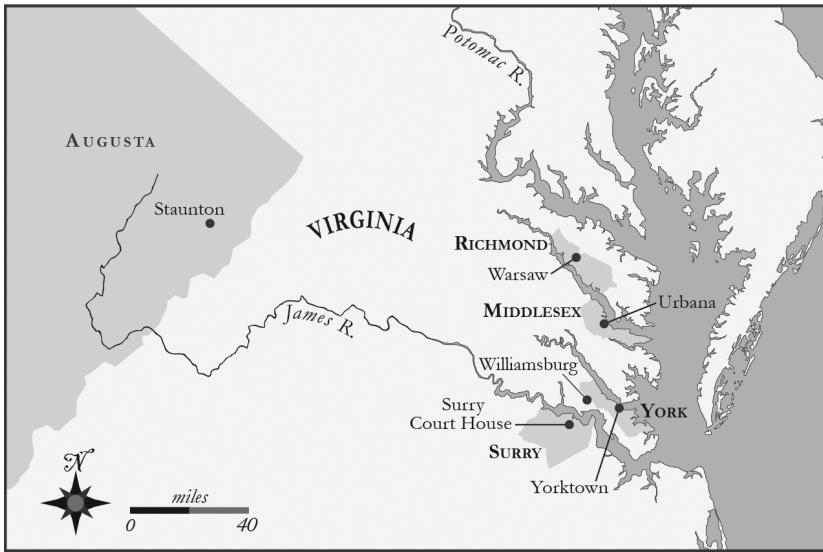 Potomac R.
AUGUSTA
Staunton
VIRGINIA
RICHMOND
Warsaw
MIDDLESEX
Urbana
James R.
Williamsburg
Surry
Court House
YORK
SURRY
Yorktown
N
miles
0 40